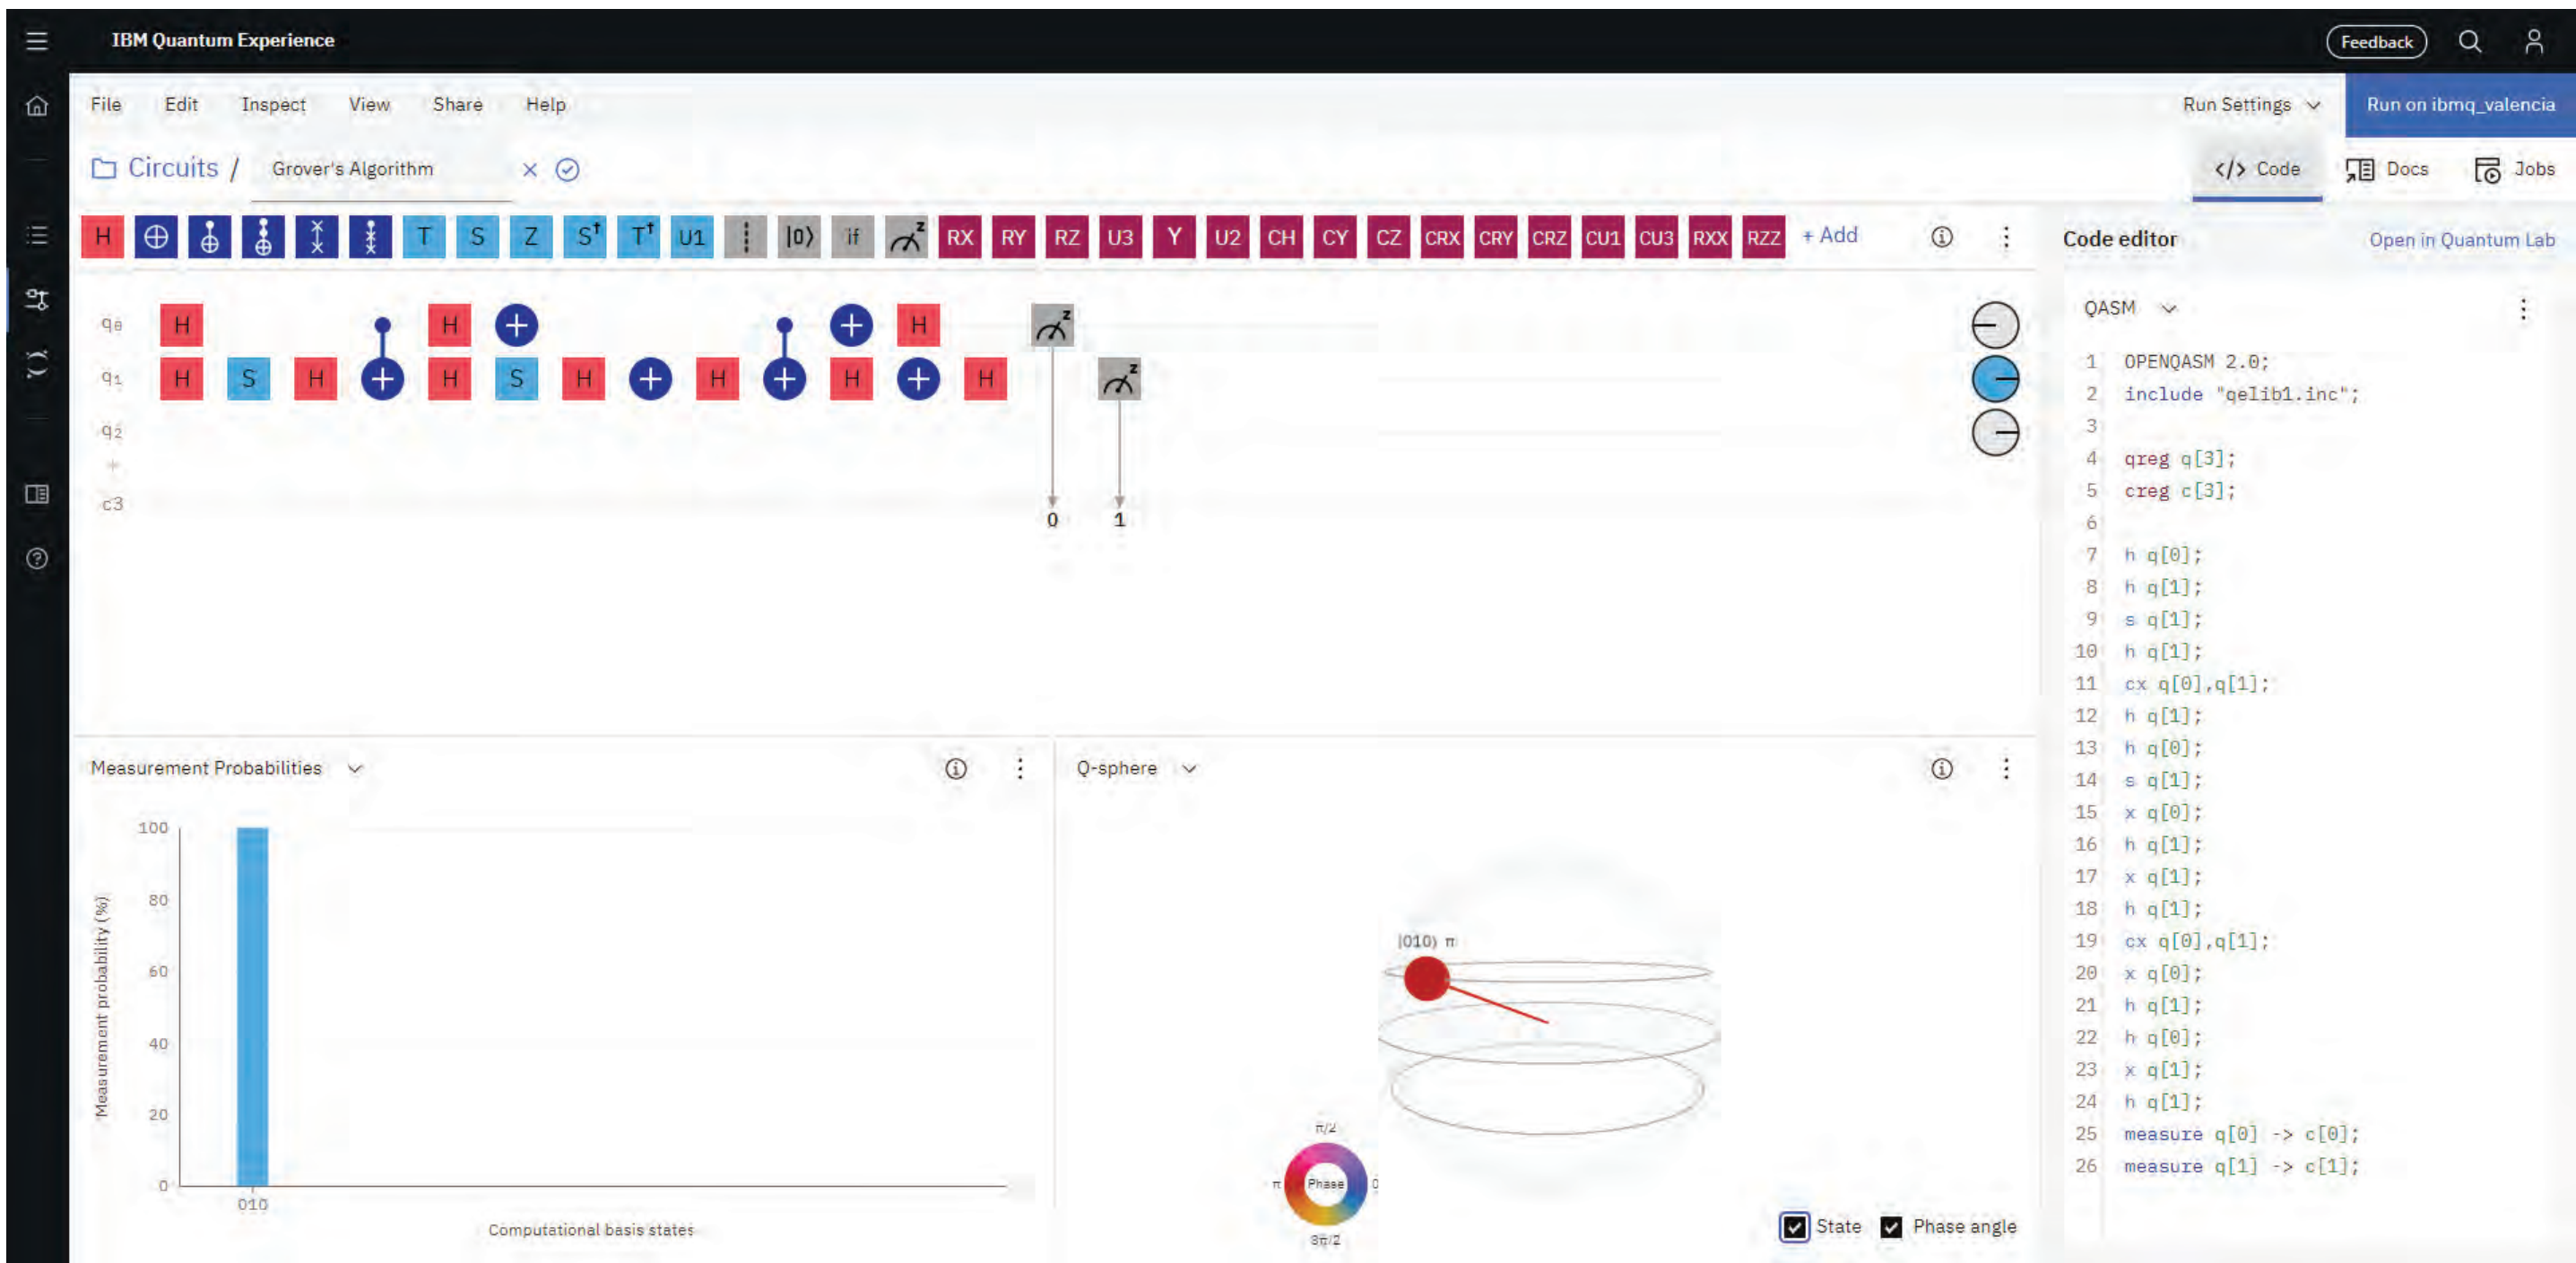 IBM Quantum Experience
Feedback
File Edit Inspect View Share Help
Run Settings
Run on ibmq_valencia
Circuits / Grover's Algorithm
</> Code Docs Jobs
H T S Z S† T† U1 |0⟩ if z RX RY RZ U3 Y U2 CH CY CZ CRX CRY CRZ CU1 CU3 RXX RZZ + Add
q0 H H H z
q1 H S H H S H H H H z
q2
+
c3
0 1
Measurement Probabilities
100
80
60
40
20
0
Measurement probability (%)
010
Computational basis states
Q-sphere
|010⟩ π
π/2
π Phase 0
3π/2
State Phase angle
Code editor
Open in Quantum Lab
QASM
1 OPENQASM 2.0;
2 include "qelib1.inc";
3
4 qreg q[3];
5 creg c[3];
6
7 h q[0];
8 h q[1];
9 s q[1];
10 h q[1];
11 cx q[0],q[1];
12 h q[1];
13 h q[0];
14 s q[1];
15 x q[0];
16 h q[1];
17 x q[1];
18 h q[1];
19 cx q[0],q[1];
20 x q[0];
21 h q[1];
22 h q[0];
23 x q[1];
24 h q[1];
25 measure q[0] -> c[0];
26 measure q[1] -> c[1];